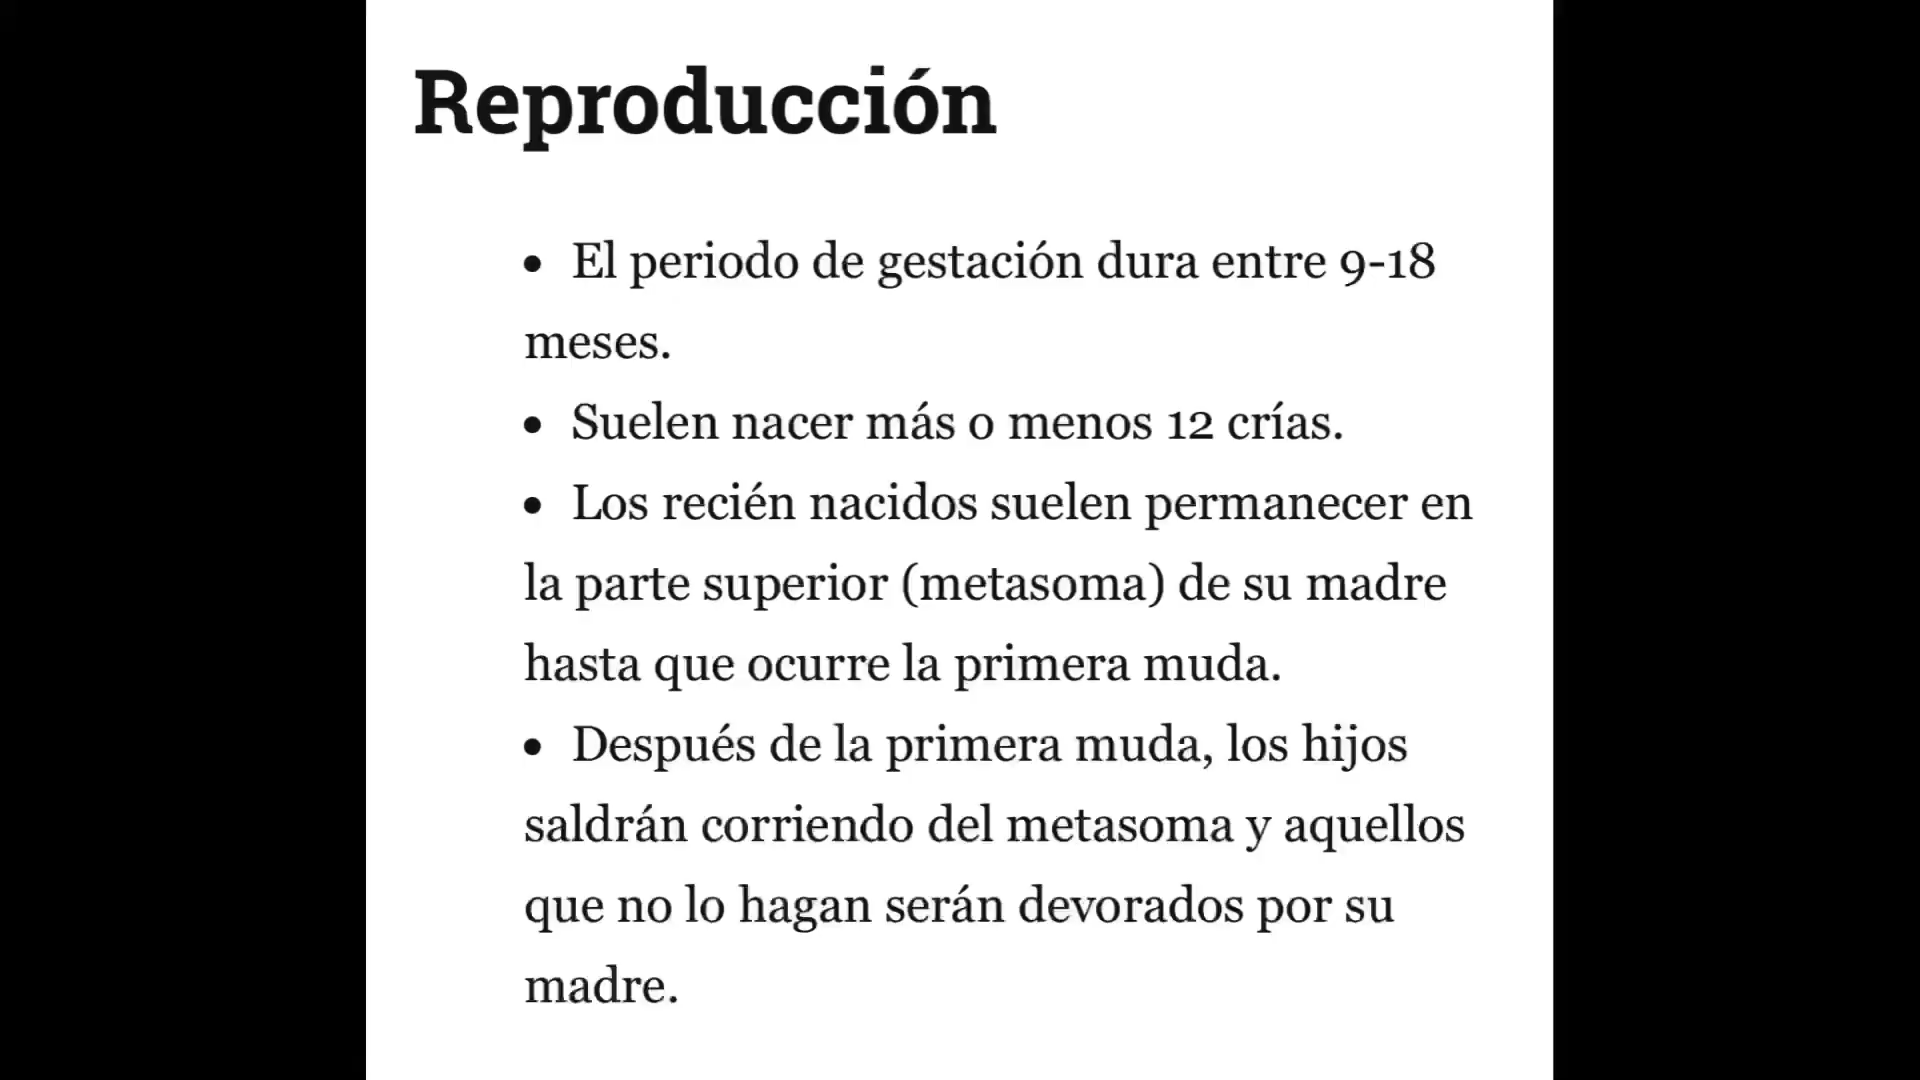 Reproducción
• El periodo de gestación dura entre 9-18
meses.
• Suelen nacer más o menos 12 crías.
• Los recién nacidos suelen permanecer en
la parte superior (metasoma) de su madre
hasta que ocurre la primera muda.
• Después de la primera muda, los hijos
saldrán corriendo del metasoma y aquellos
que no lo hagan serán devorados por su
madre.